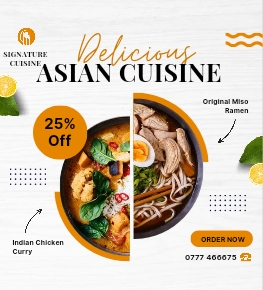 SIGNATURE
CUISINE
Delicious
ASIAN CUISINE
Original Miso
Ramen
25%
Off
Indian Chicken
Curry
ORDER NOW
0777 466675